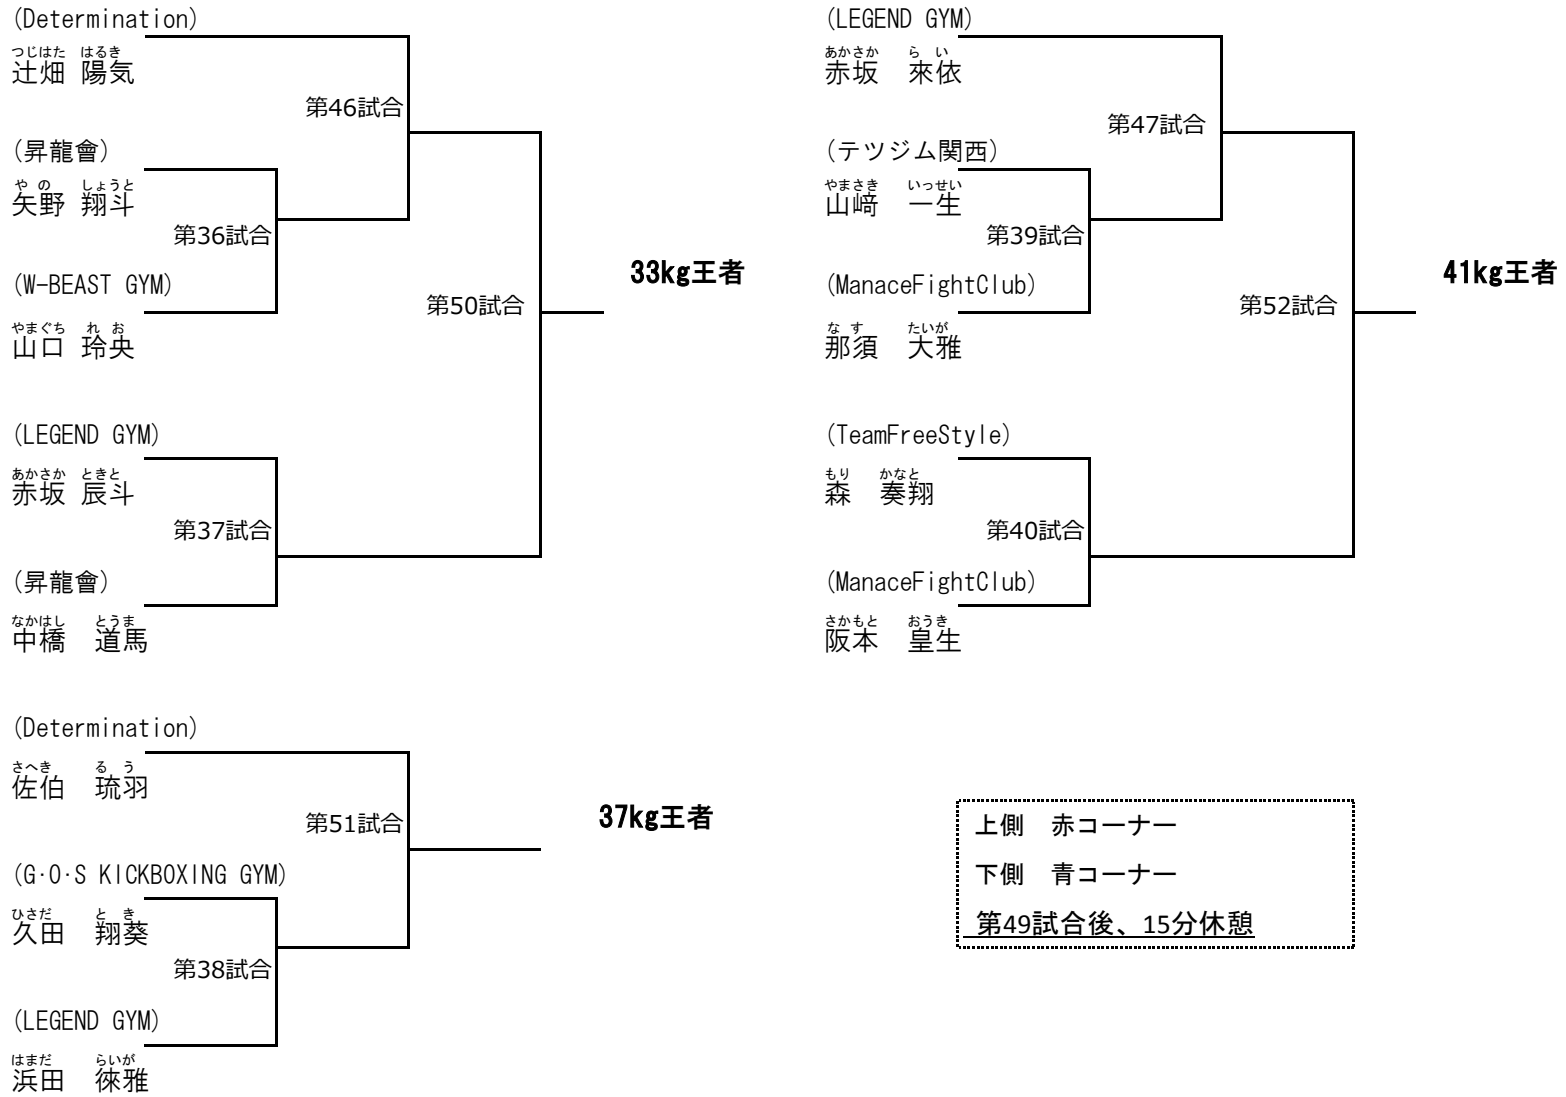 (Determination)
つじはた はるき
辻畑 陽気
第46試合
(昇龍會)
やの しょうと
矢野 翔斗
第36試合
(W-BEAST GYM)
やまぐち れお
山口 玲央
第50試合
33kg王者
(LEGEND GYM)
あかさか ときと
赤坂 辰斗
第37試合
(昇龍會)
なかはし とうま
中橋 道馬
(Determination)
さへき るう
佐伯 琉羽
第51試合
37kg王者
(G·O·S KICKBOXING GYM)
ひさだ とき
久田 翔葵
第38試合
(LEGEND GYM)
はまだ らいが
浜田 徠雅
(LEGEND GYM)
あかさか らい
赤坂 來依
第47試合
(テツジム関西)
やまさき いっせい
山﨑 一生
第39試合
(ManaceFightClub)
なす たいが
那須 大雅
第52試合
41kg王者
(TeamFreeStyle)
もり かなと
森 奏翔
第40試合
(ManaceFightClub)
さかもと おうき
阪本 皇生
上側 赤コーナー
下側 青コーナー
第49試合後、15分休憩